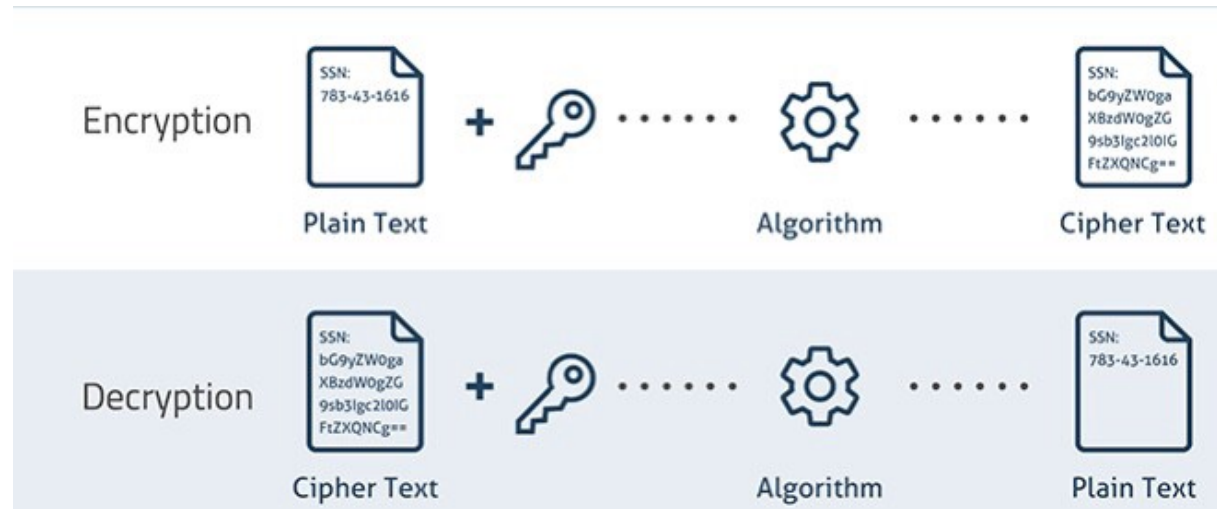 Encryption
SSN:
783-43-1616
+
Plain Text
Algorithm
SSN:
bG9yZW0ga
XBzdW0gZG
9sb3Igc2l0IG
FtZXQNCg==
Cipher Text
Decryption
SSN:
bG9yZW0ga
XBzdW0gZG
9sb3Igc2l0IG
FtZXQNCg==
+
Cipher Text
Algorithm
SSN:
783-43-1616
Plain Text